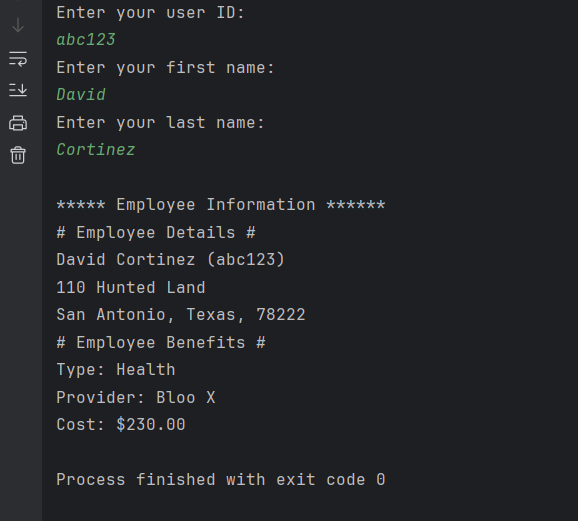 Enter your user ID:
abc123
Enter your first name:
David
Enter your last name:
Cortinez
***** Employee Information ******
# Employee Details #
David Cortinez (abc123)
110 Hunted Land
San Antonio, Texas, 78222
# Employee Benefits #
Type: Health
Provider: Bloo X
Cost: $230.00
Process finished with exit code 0